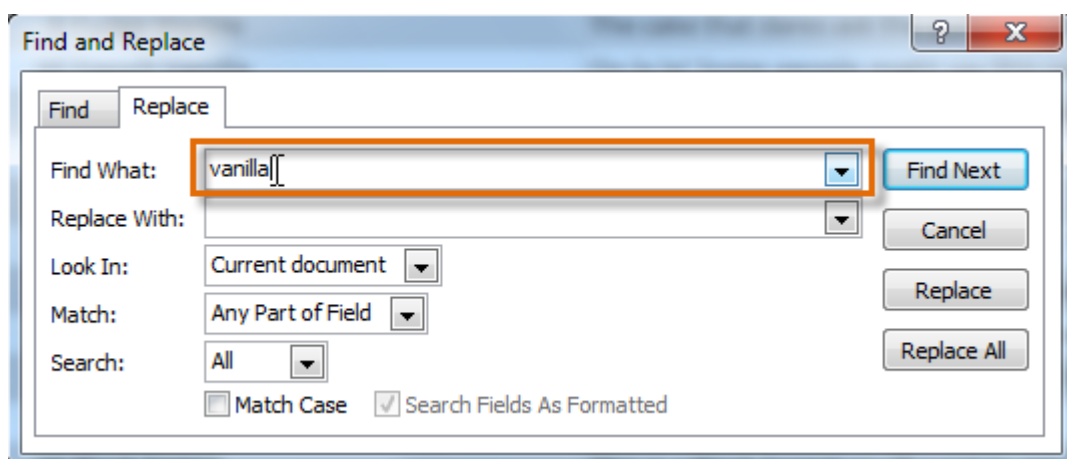 Find and Replace
Find Replace
Find What: vanilla Find Next
Replace With: Cancel
Look In: Current document
Replace
Match: Any Part of Field
Search: All Replace All
Match Case Search Fields As Formatted